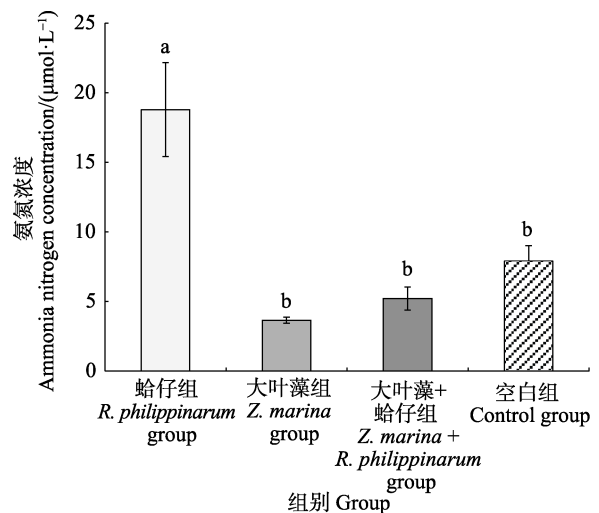 氨氮浓度
Ammonia nitrogen concentration/(μmol·L⁻¹)
25
20
15
10
5
0
a
b
b
b
蛤仔组
R. philippinarum
group
大叶藻组
Z. marina
group
大叶藻+
蛤仔组
Z. marina +
R. philippinarum
group
空白组
Control group
组别 Group